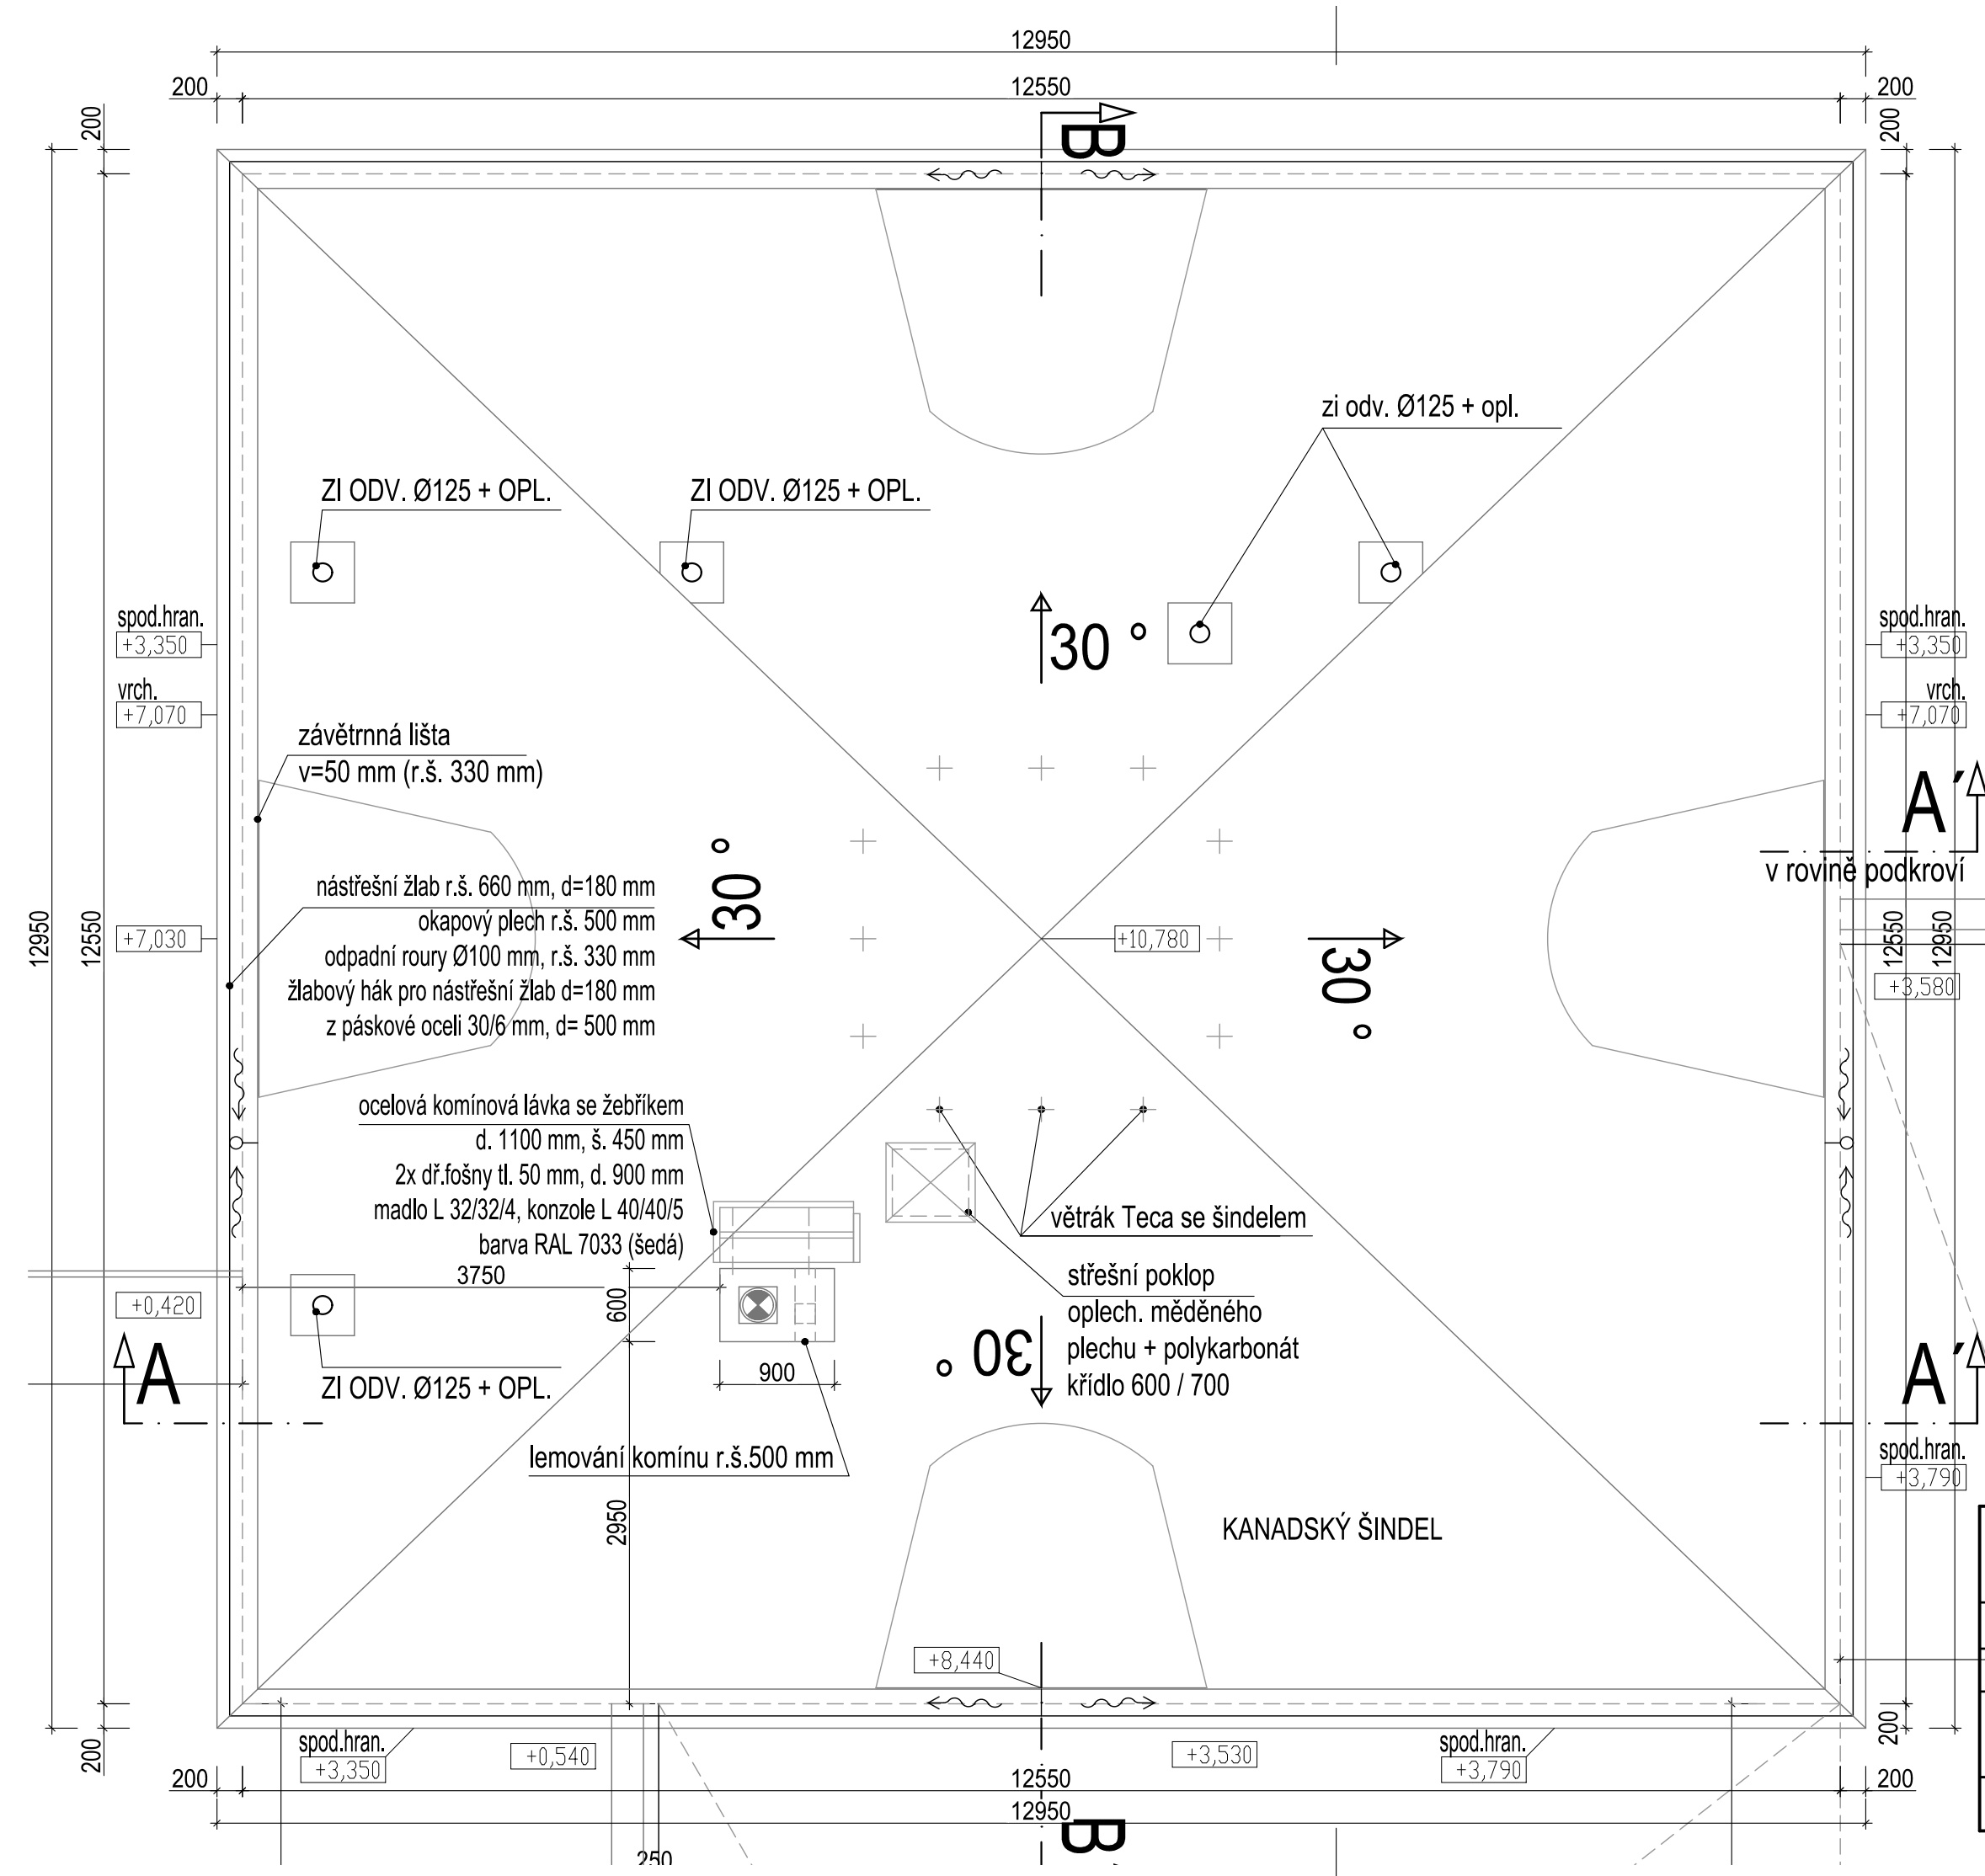 12950
200
12550
200
200
200
B
zi odv. Ø125 + opl.
ZI ODV. Ø125 + OPL.
ZI ODV. Ø125 + OPL.
spod.hran.
+3,350
vrch.
+7,070
30 °
spod.hran.
+3,350
vrch.
+7,070
závětrnná lišta
v=50 mm (r.š. 330 mm)
A´
v rovině podkroví
30 °
nástřešní žlab r.š. 660 mm, d=180 mm
okapový plech r.š. 500 mm
odpadní roury Ø100 mm, r.š. 330 mm
žlabový hák pro nástřešní žlab d=180 mm
z páskové oceli 30/6 mm, d= 500 mm
12950
12550
+7,030
+10,780
30 °
12550
12950
+3,580
ocelová komínová lávka se žebříkem
d. 1100 mm, š. 450 mm
2x dř.fošny tl. 50 mm, d. 900 mm
madlo L 32/32/4, konzole L 40/40/5
barva RAL 7033 (šedá)
větrák Teca se šindelem
střešní poklop
oplech. měděného
plechu + polykarbonát
křídlo 600 / 700
3750
600
+0,420
A
ZI ODV. Ø125 + OPL.
900
30 °
A´
lemování komínu r.š.500 mm
2950
KANADSKÝ ŠINDEL
spod.hran.
+3,790
+8,440
200
spod.hran.
+3,350
+0,540
+3,530
spod.hran.
+3,790
200
200
12550
200
12950
B
250